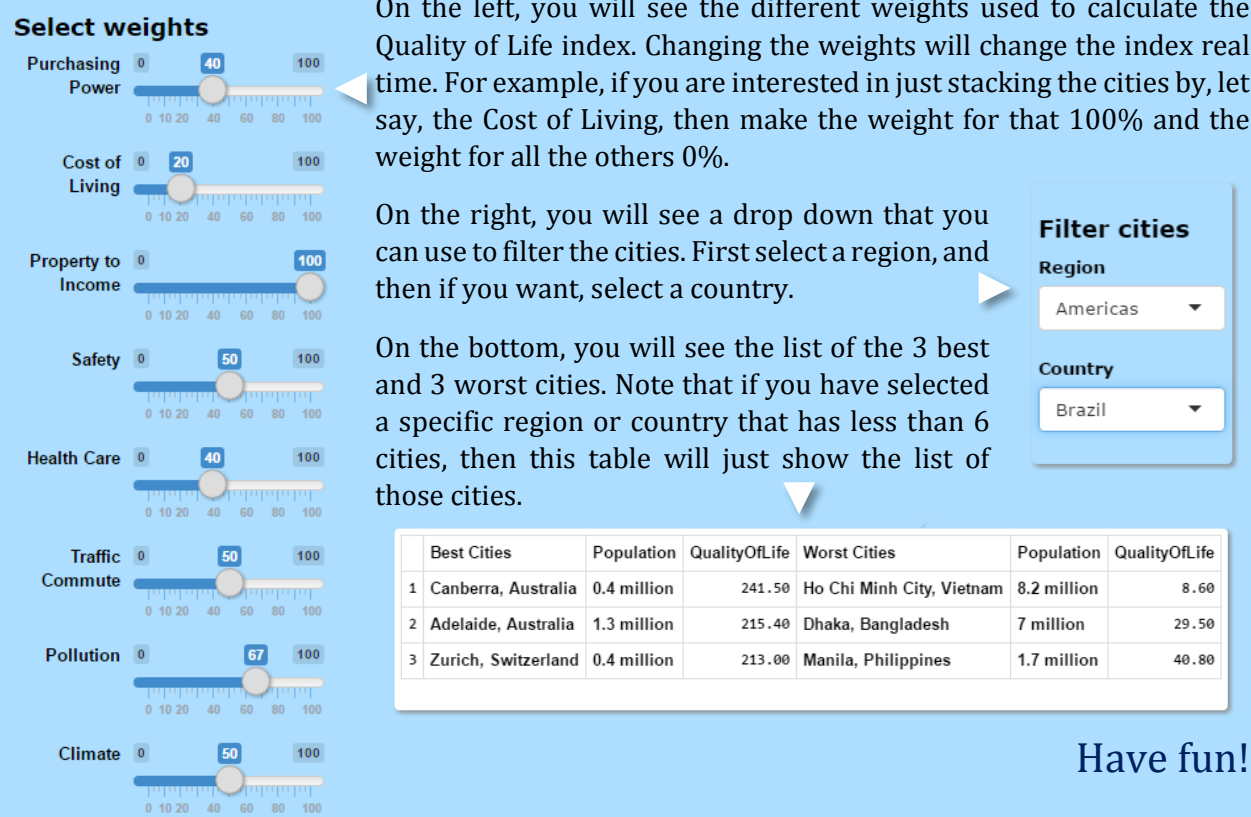 Select weights
Purchasing Power 0 40 100
0 10 20 40 60 80 100
Cost of Living 0 20 100
0 10 20 40 60 80 100
Property to Income 0 100
0 10 20 40 60 80 100
Safety 0 50 100
0 10 20 40 60 80 100
Health Care 0 40 100
0 10 20 40 60 80 100
Traffic Commute 0 50 100
0 10 20 40 60 80 100
Pollution 0 67 100
0 10 20 40 60 80 100
Climate 0 50 100
0 10 20 40 60 80 100
On the left, you will see the different weights used to calculate the
Quality of Life index. Changing the weights will change the index real
time. For example, if you are interested in just stacking the cities by, let
say, the Cost of Living, then make the weight for that 100% and the
weight for all the others 0%.
On the right, you will see a drop down that you
can use to filter the cities. First select a region, and
then if you want, select a country.
On the bottom, you will see the list of the 3 best
and 3 worst cities. Note that if you have selected
a specific region or country that has less than 6
cities, then this table will just show the list of
those cities.
Filter cities
Region
Americas
Country
Brazil
Best Cities Population QualityOfLife Worst Cities Population QualityOfLife
1 Canberra, Australia 0.4 million 241.50 Ho Chi Minh City, Vietnam 8.2 million 8.60
2 Adelaide, Australia 1.3 million 215.40 Dhaka, Bangladesh 7 million 29.50
3 Zurich, Switzerland 0.4 million 213.00 Manila, Philippines 1.7 million 40.80
Have fun!